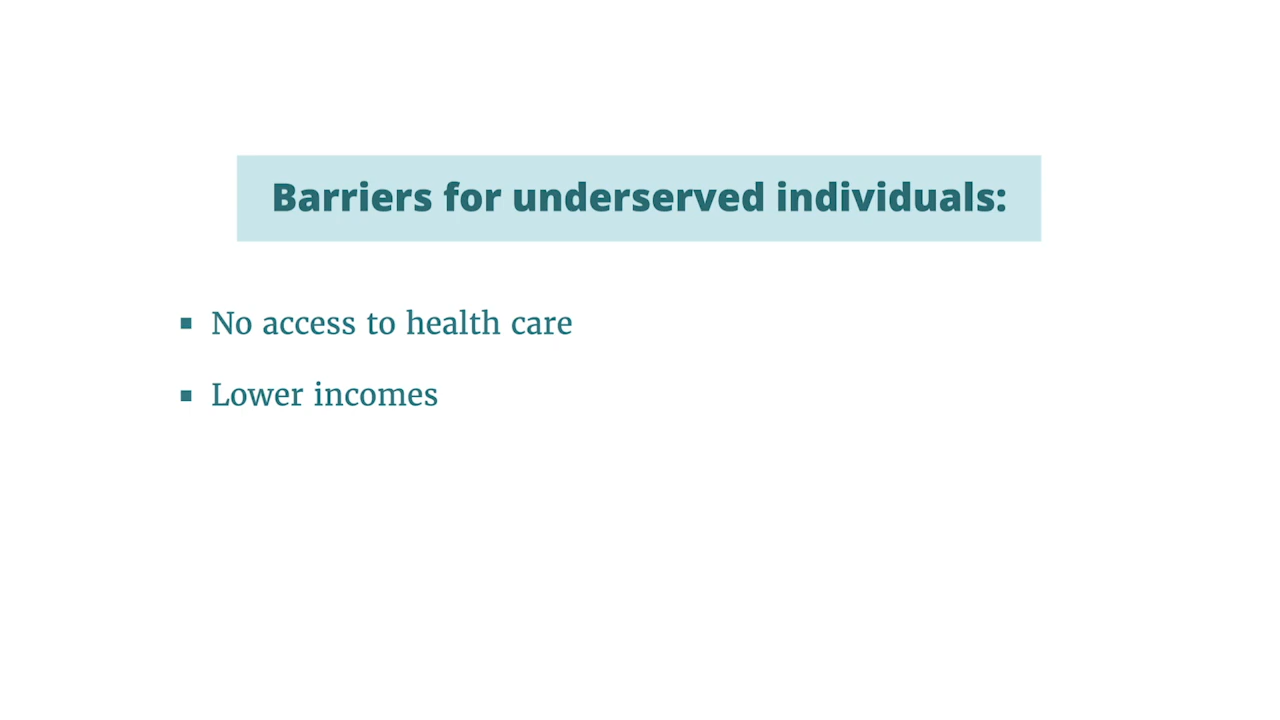 Barriers for underserved individuals:
▪ No access to health care
▪ Lower incomes